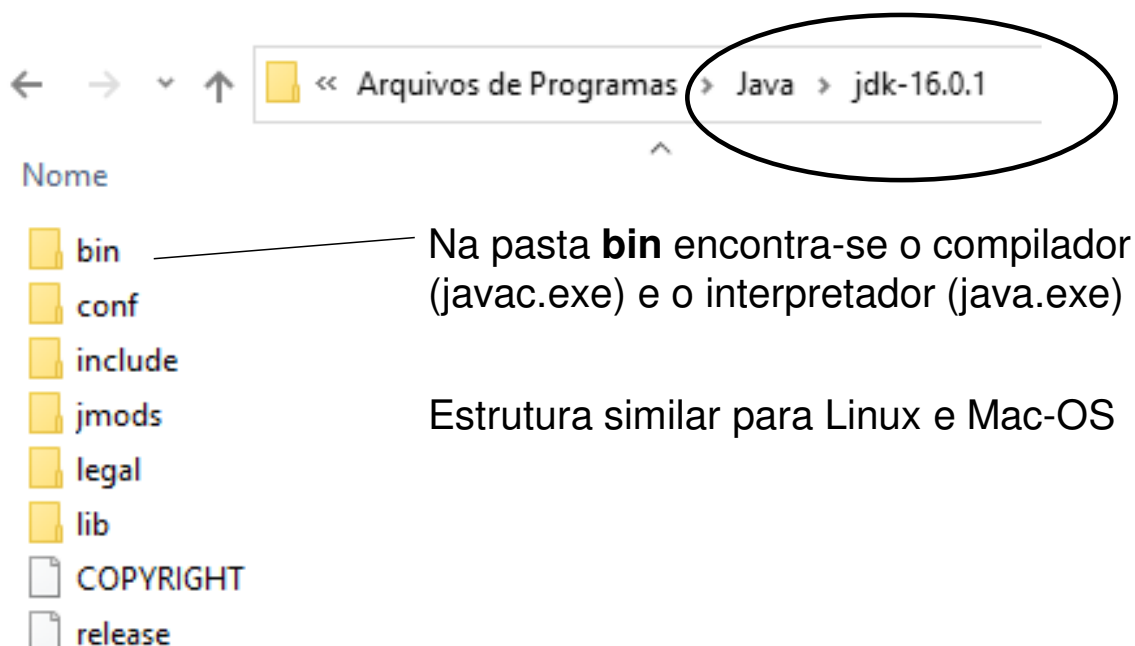 « Arquivos de Programas > Java > jdk-16.0.1
Nome
bin
Na pasta bin encontra-se o compilador
(javac.exe) e o interpretador (java.exe)
conf
include
jmods
Estrutura similar para Linux e Mac-OS
legal
lib
COPYRIGHT
release